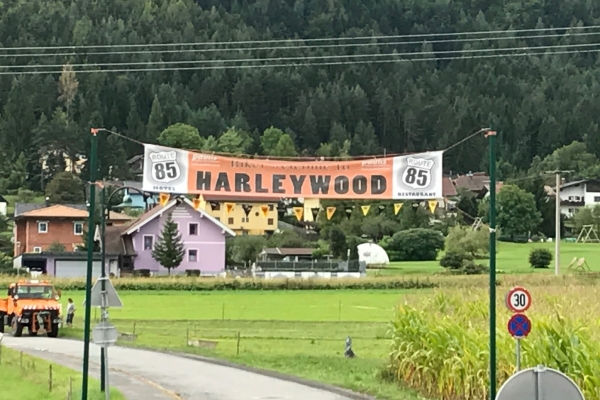 ROUTE
85
HOTEL
HARLEYWOOD
ROUTE
85
RESTAURANT
30